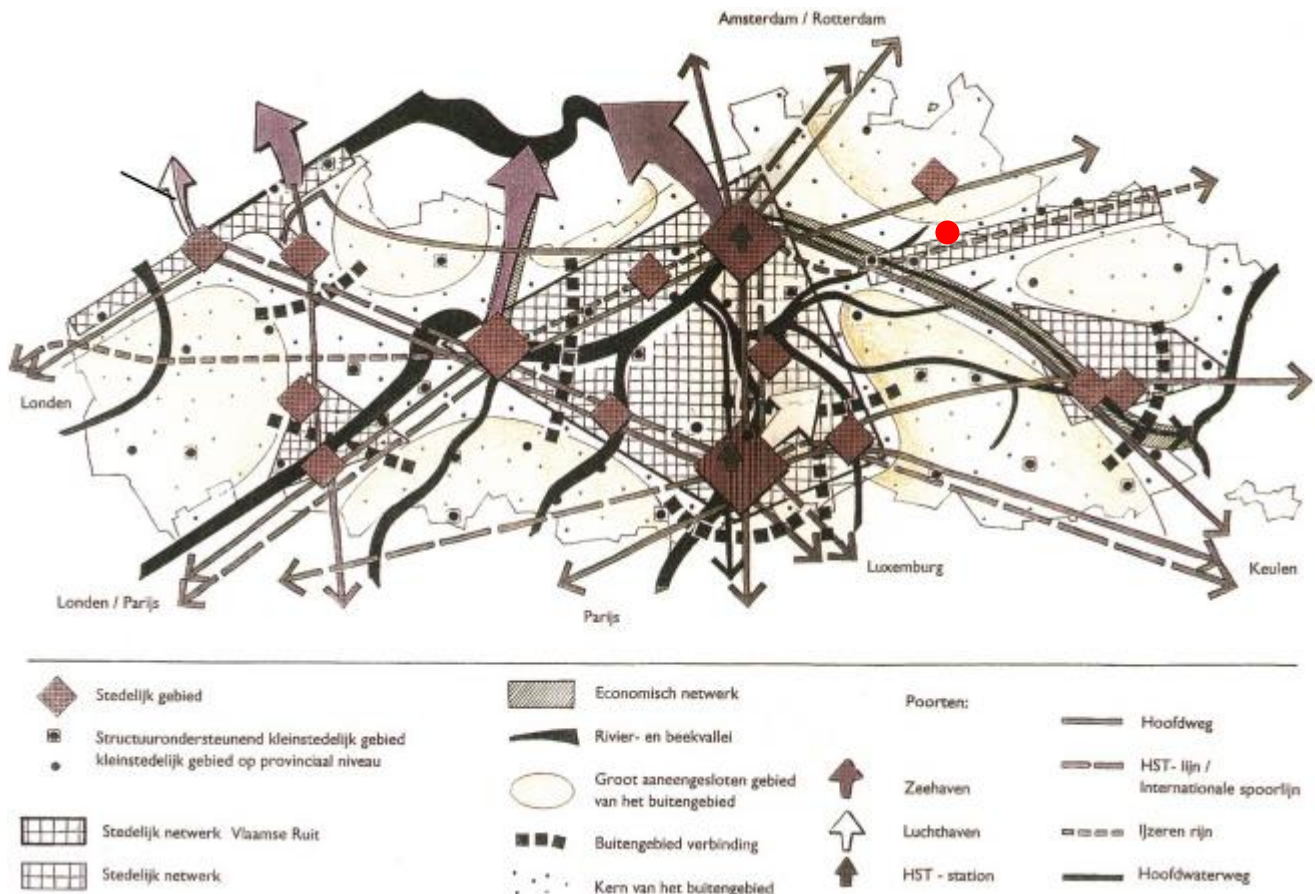 Amsterdam / Rotterdam
Londen
Luxemburg
Keulen
Londen / Parijs
Parijs
Stedelijk gebied
Structuurondersteunend kleinstedelijk gebied
kleinstedelijk gebied op provinciaal niveau
Stedelijk netwerk Vlaamse Ruit
Stedelijk netwerk
Economisch netwerk
Rivier- en beekvallei
Groot aaneengesloten gebied
van het buitengebied
Buitengebied verbinding
Kern van het buitengebied
Poorten:
Zeehaven
Luchthaven
HST - station
Hoofdweg
HST- lijn /
Internationale spoorlijn
IJzeren rijn
Hoofdwaterweg